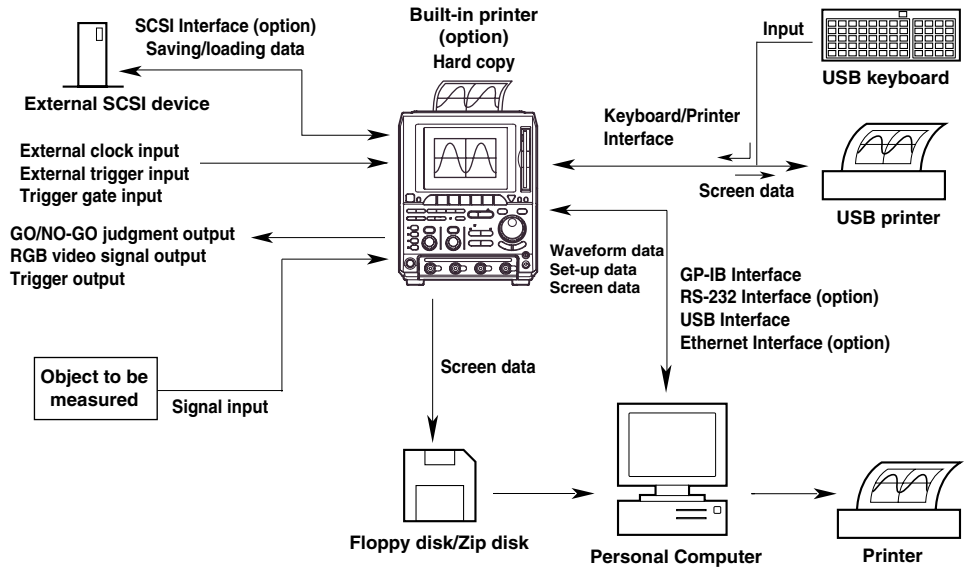 SCSI Interface (option)
Saving/loading data
External SCSI device
Built-in printer
(option)
Hard copy
Input
USB keyboard
Keyboard/Printer
Interface
Screen data
USB printer
External clock input
External trigger input
Trigger gate input
GO/NO-GO judgment output
RGB video signal output
Trigger output
Waveform data
Set-up data
Screen data
GP-IB Interface
RS-232 Interface (option)
USB Interface
Ethernet Interface (option)
Object to be
measured
Signal input
Screen data
Floppy disk/Zip disk
Personal Computer
Printer